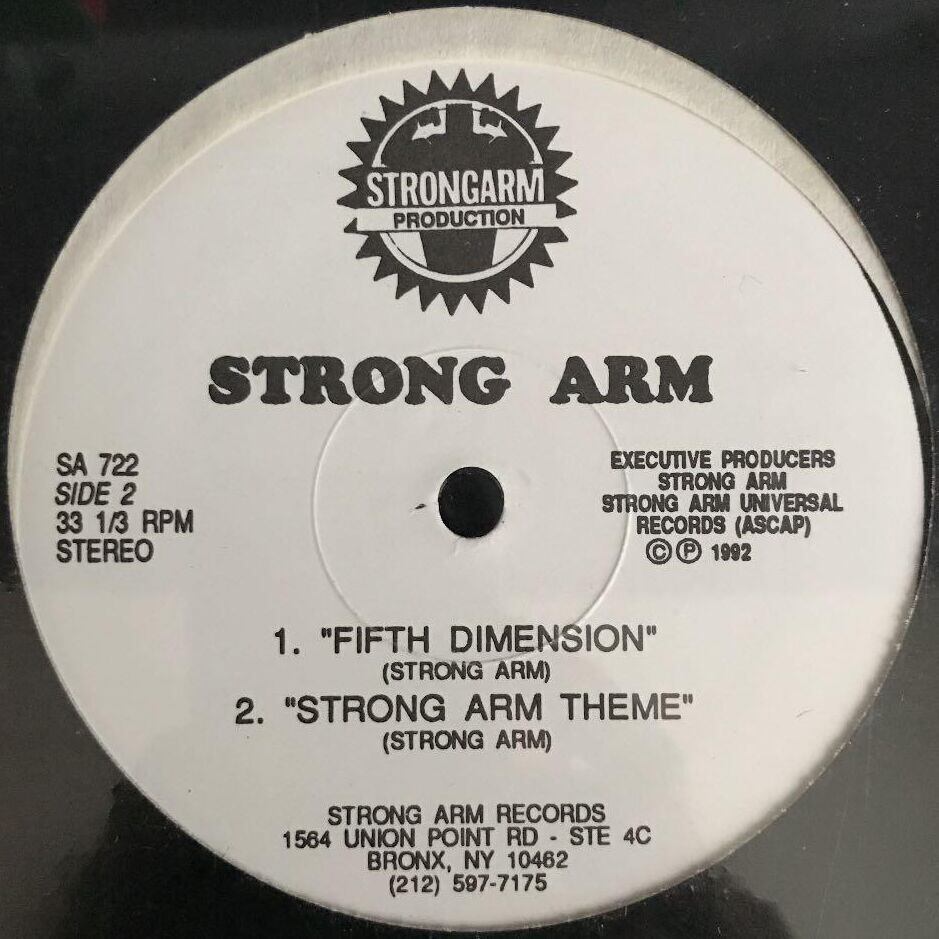 STRONGARM
PRODUCTION
STRONG ARM
SA 722
SIDE 2
33 1/3 RPM
STEREO
EXECUTIVE PRODUCERS
STRONG ARM
STRONG ARM UNIVERSAL
RECORDS (ASCAP)
© ℗ 1992
1. "FIFTH DIMENSION"
(STRONG ARM)
2. "STRONG ARM THEME"
(STRONG ARM)
STRONG ARM RECORDS
1564 UNION POINT RD - STE 4C
BRONX, NY 10462
(212) 597-7175